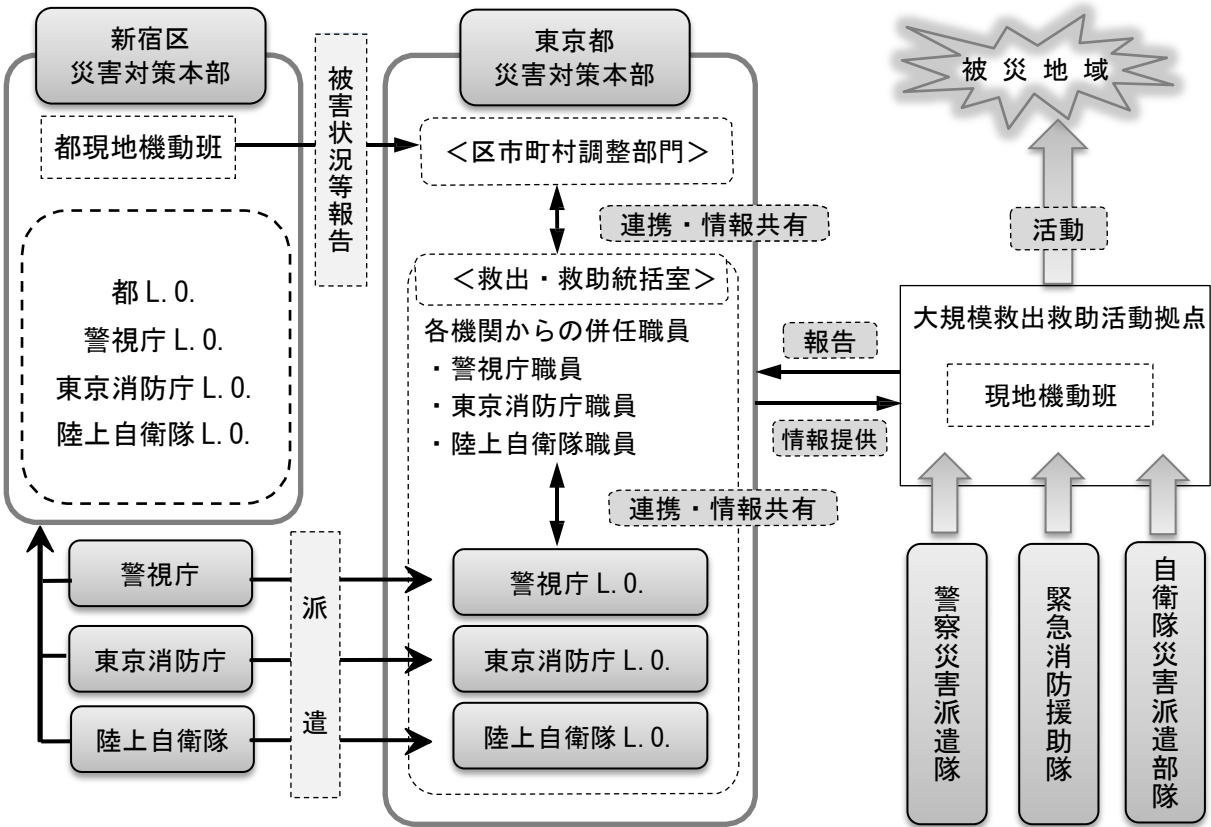 新宿区
災害対策本部
都現地機動班
都L.O.
警視庁L.O.
東京消防庁L.O.
陸上自衛隊L.O.
被害状況等報告
東京都
災害対策本部
＜区市町村調整部門＞
連携・情報共有
＜救出・救助統括室＞
各機関からの併任職員
・警視庁職員
・東京消防庁職員
・陸上自衛隊職員
連携・情報共有
警視庁L.O.
東京消防庁L.O.
陸上自衛隊L.O.
警視庁
東京消防庁
陸上自衛隊
派遣
報告
情報提供
被災地域
活動
大規模救出救助活動拠点
現地機動班
警察災害派遣隊
緊急消防援助隊
自衛隊災害派遣部隊